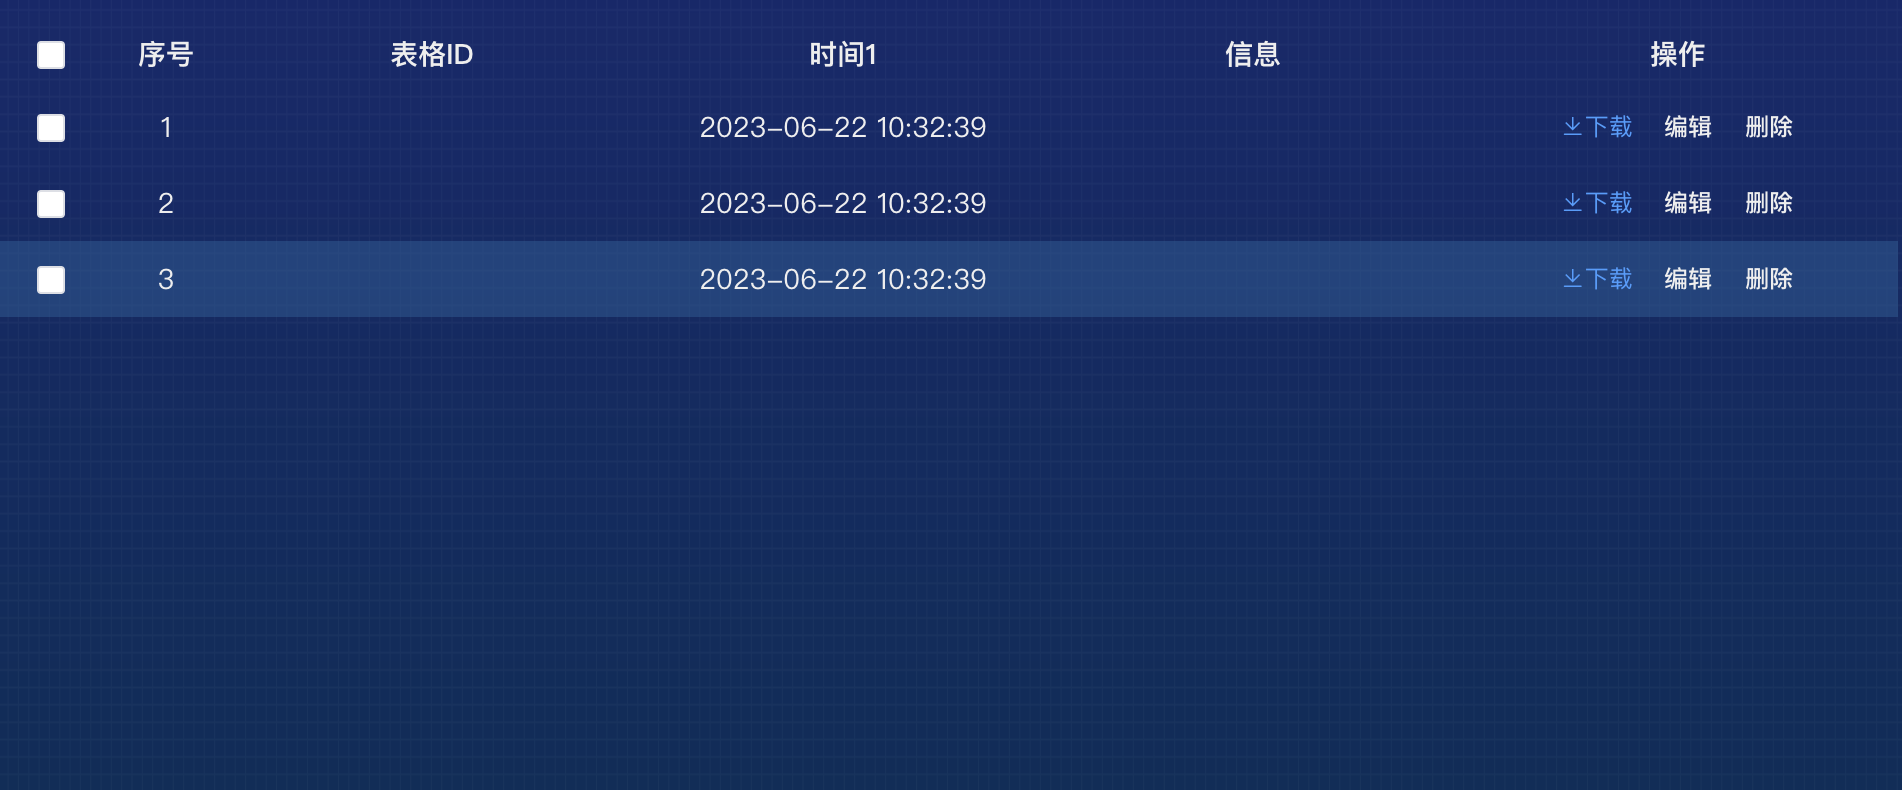 序号 表格ID 时间1 信息 操作
1 2023-06-22 10:32:39 下载 编辑 删除
2 2023-06-22 10:32:39 下载 编辑 删除
3 2023-06-22 10:32:39 下载 编辑 删除